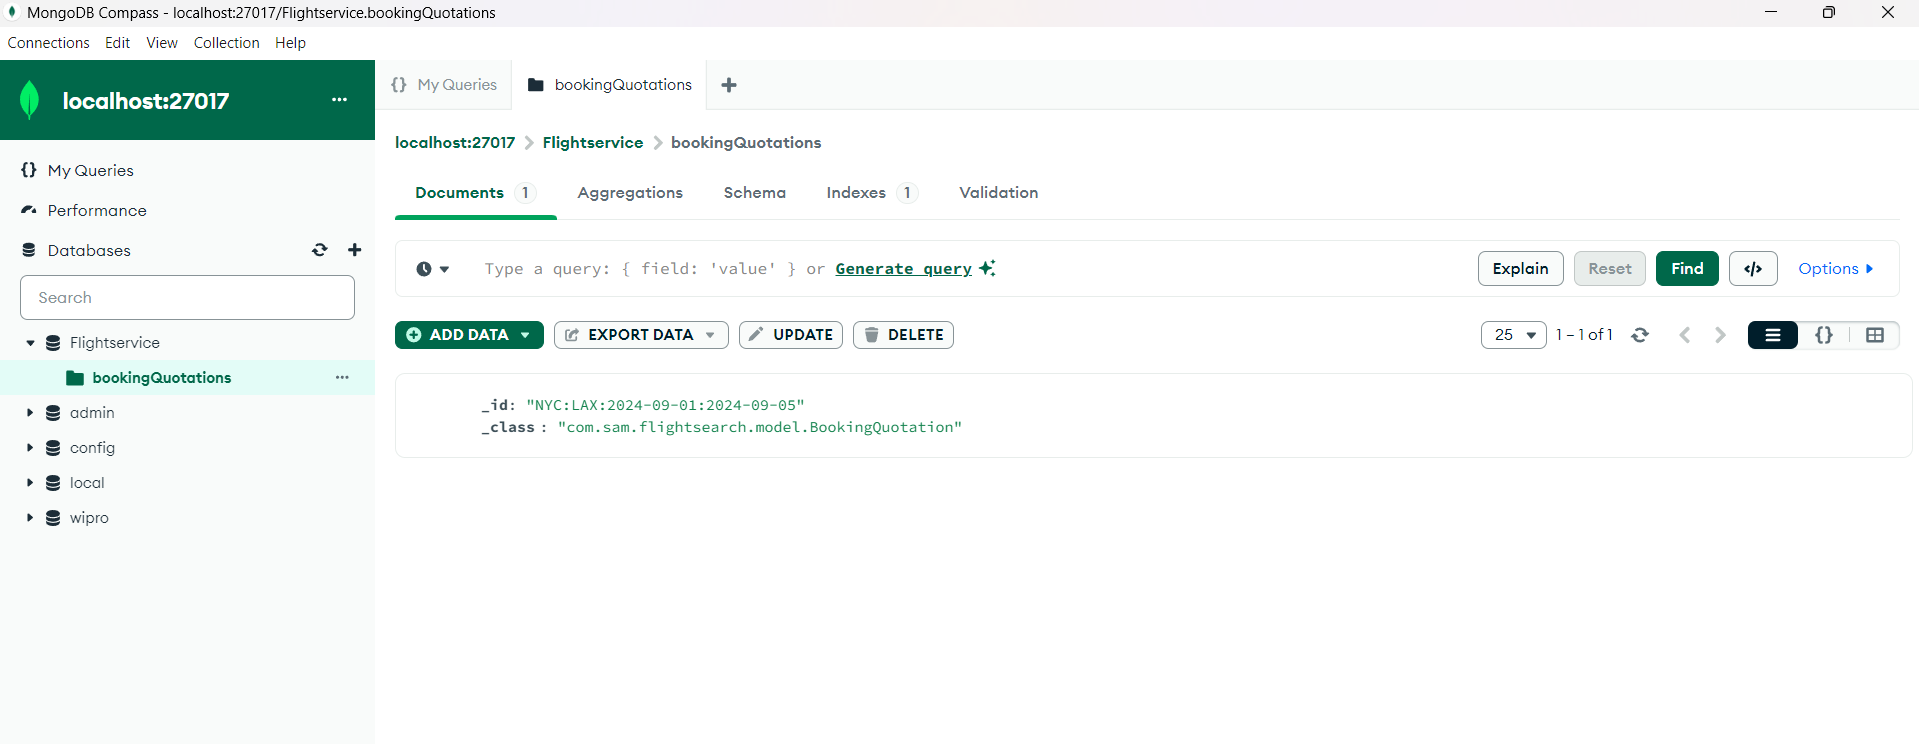 MongoDB Compass - localhost:27017/Flightservice.bookingQuotations
Connections Edit View Collection Help
localhost:27017 ...
My Queries
Performance
Databases
Search
Flightservice
bookingQuotations ...
admin
config
local
wipro
{} My Queries bookingQuotations +
localhost:27017 > Flightservice > bookingQuotations
Documents 1 Aggregations Schema Indexes 1 Validation
Type a query: { field: 'value' } or Generate query Explain Reset Find </> Options
ADD DATA EXPORT DATA UPDATE DELETE 25 1 – 1 of 1 {}
_id: "NYC:LAX:2024-09-01:2024-09-05"
_class : "com.sam.flightsearch.model.BookingQuotation"